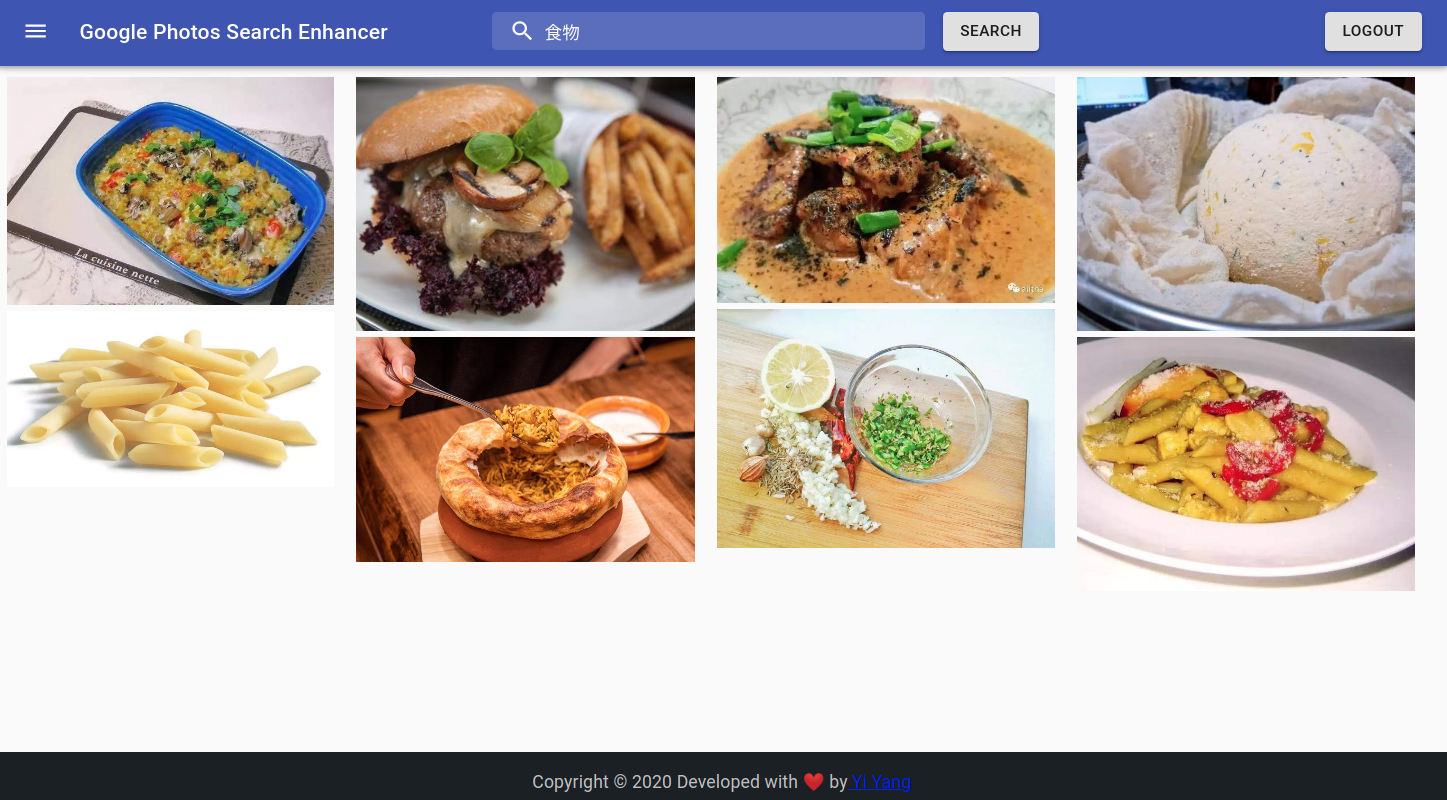 Google Photos Search Enhancer
食物
SEARCH
LOGOUT
La cuisine nette
Copyright © 2020 Developed with ❤️ by YI Yang